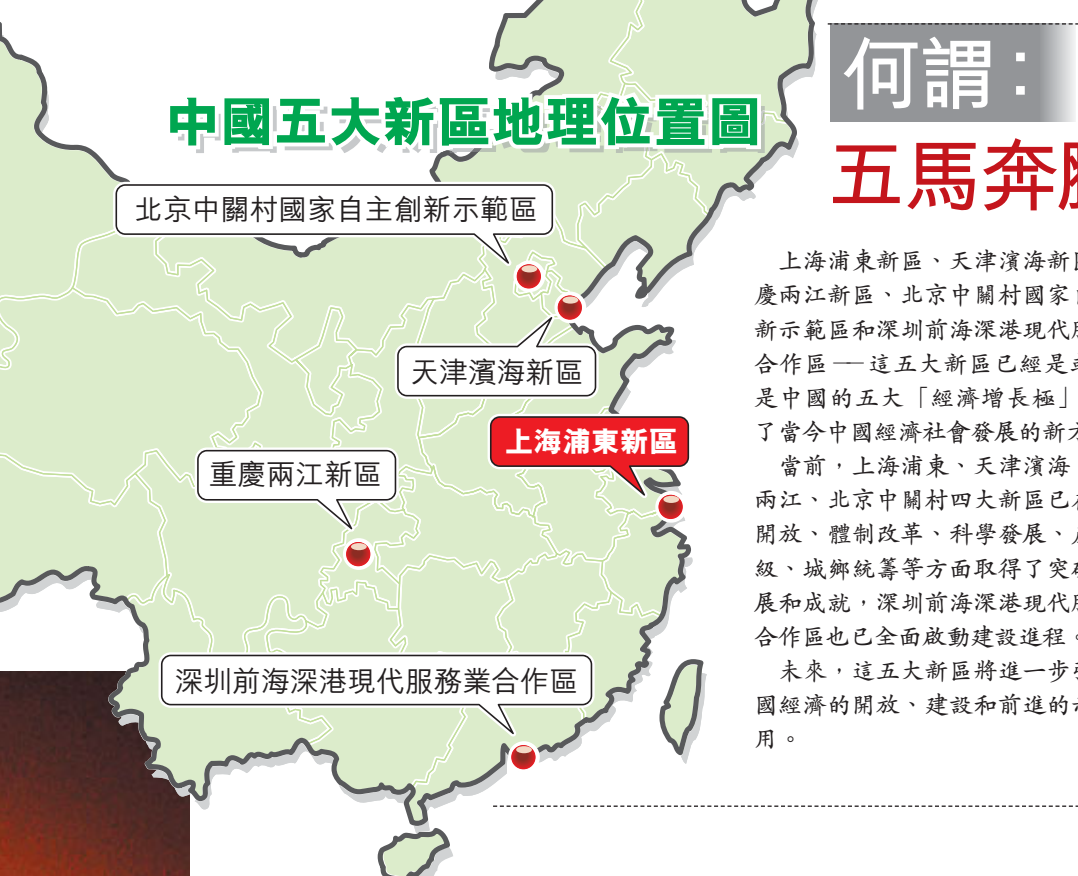 中國五大新區地理位置圖
北京中關村國家自主創新示範區
天津濱海新區
上海浦東新區
重慶兩江新區
深圳前海深港現代服務業合作區
何謂：
五馬奔
上海浦東新區、天津濱海新
慶兩江新區、北京中關村國家
新示範區和深圳前海深港現代
合作區──這五大新區已經是
是中國的五大「經濟增長極」
了當今中國經濟社會發展的新
當前，上海浦東、天津濱海
兩江、北京中關村四大新區已
開放、體制改革、科學發展、
級、城鄉統籌等方面取得了突
展和成就，深圳前海深港現代
合作區也已全面啟動建設進程。
未來，這五大新區將進一步
國經濟的開放、建設和前進的
用。